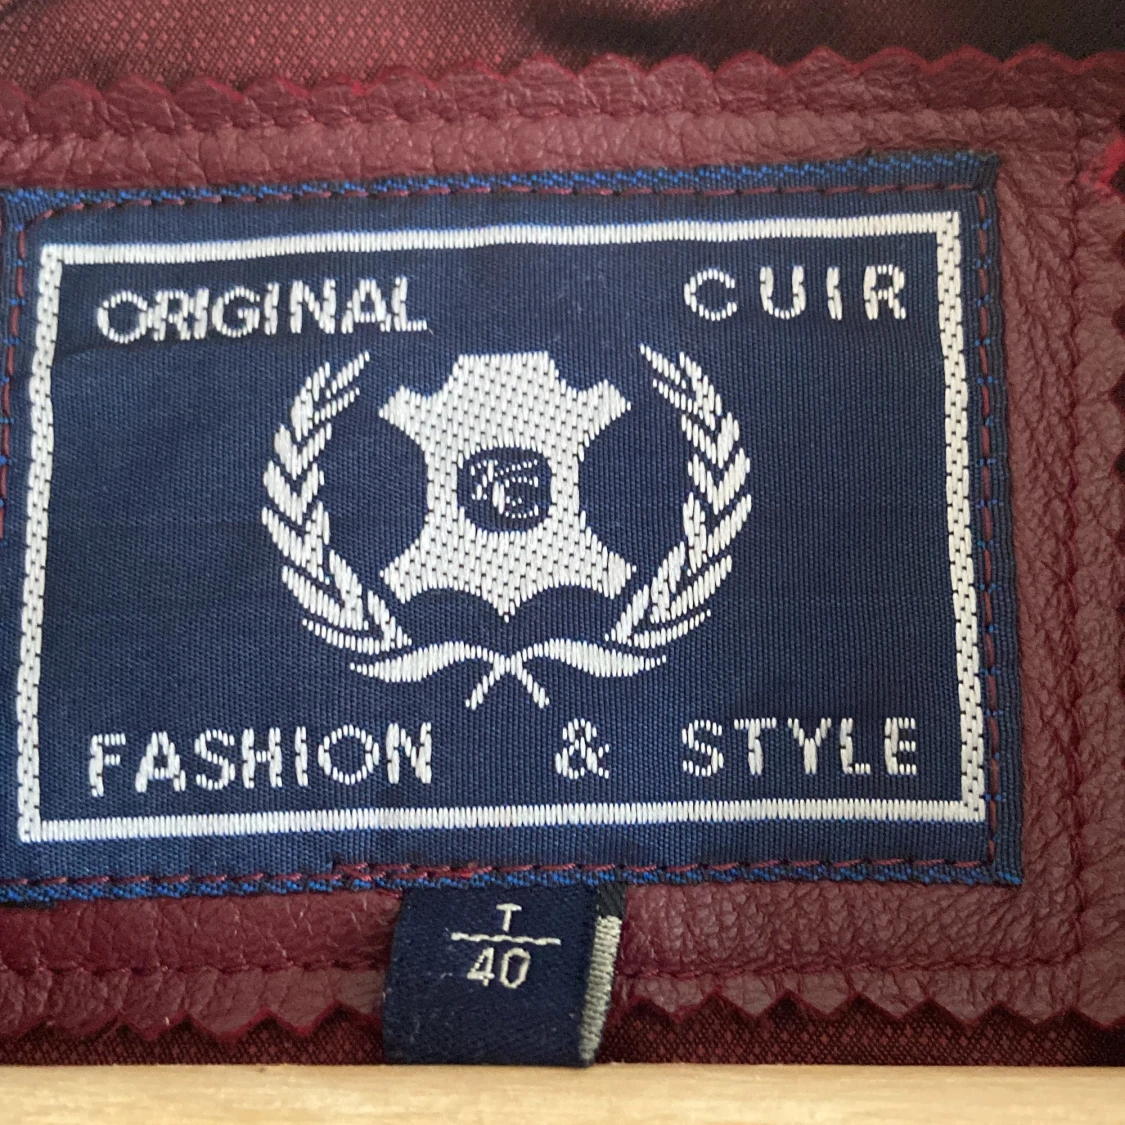 ORIGINAL CUIR
FASHION & STYLE
T
40